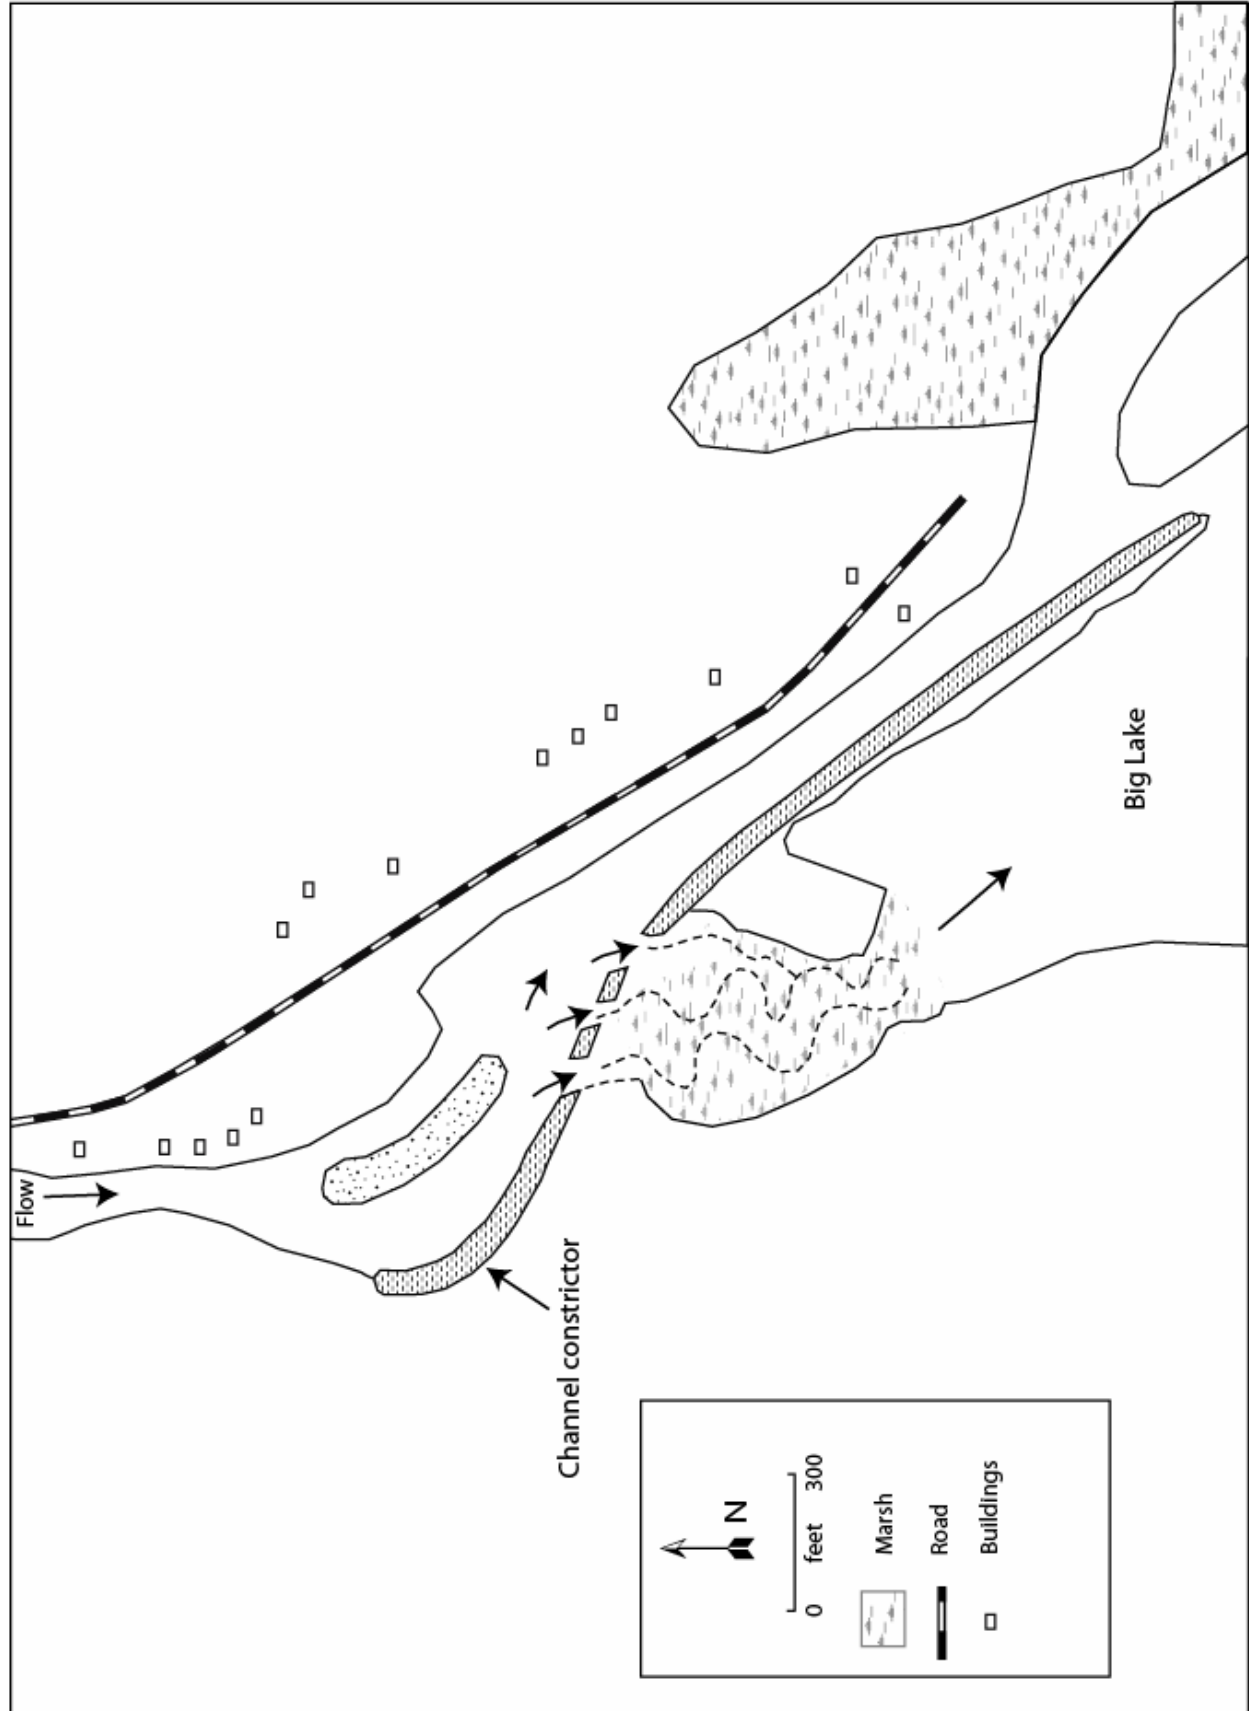 Flow
Channel constrictor
Big Lake
N
0 feet 300
Marsh
Road
Buildings